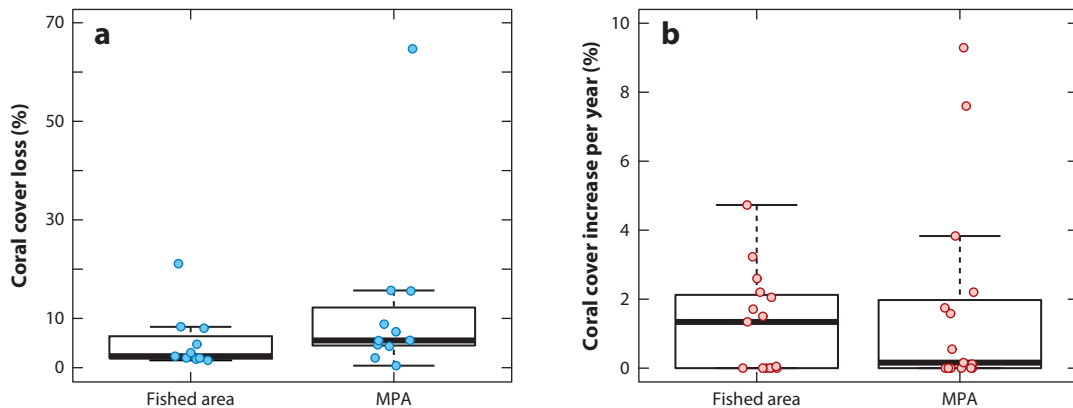 a
Coral cover loss (%)
70
50
30
10
0
Fished area
MPA
b
Coral cover increase per year (%)
10
8
6
4
2
0
Fished area
MPA